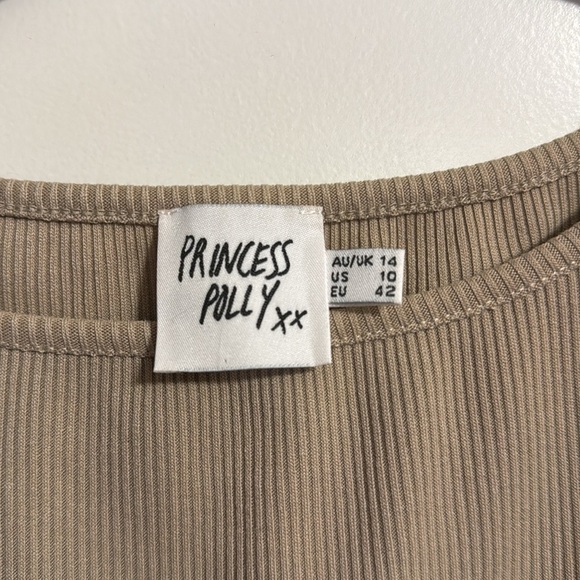 PRINCESS
POLLY xx
AU/UK 14
US 10
EU 42